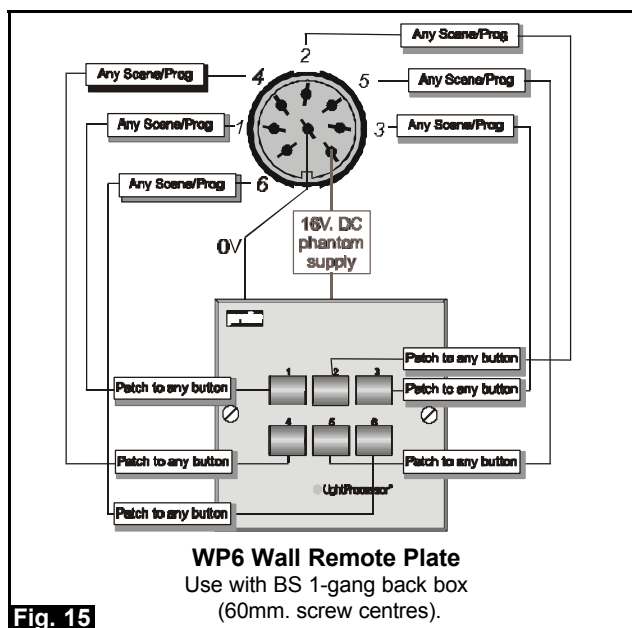 2
Any Scene/Prog
Any Scene/Prog
4
5
Any Scene/Prog
Any Scene/Prog
1
3
Any Scene/Prog
Any Scene/Prog
6
0V
16V. DC
phantom
supply
Patch to any button
1
2
3
Patch to any button
Patch to any button
4
5
6
Patch to any button
Patch to any button
LightProcessor
Patch to any button
WP6 Wall Remote Plate
Use with BS 1-gang back box
(60mm. screw centres).
Fig. 15